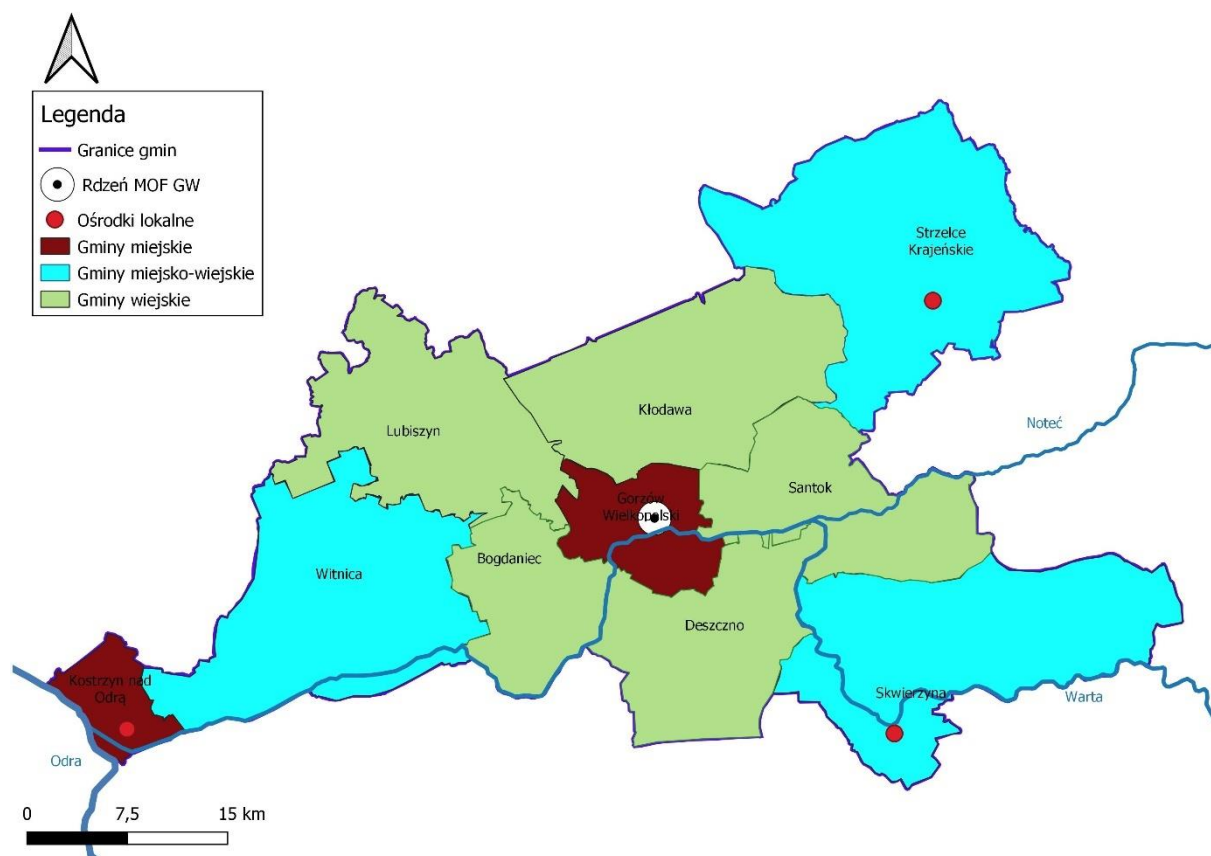 Legenda
Granice gmin
Rdzeń MOF GW
Ośrodki lokalne
Gminy miejskie
Gminy miejsko-wiejskie
Gminy wiejskie
Strzelce
Krajeńskie
Kłodawa
Noteć
Lubiszyn
Santok
Gorzów
Wielkopolski
Bogdaniec
Witnica
Deszczno
Kostrzyn nad
Odrą
Skwierzyna
Warta
Odra
0 7,5 15 km